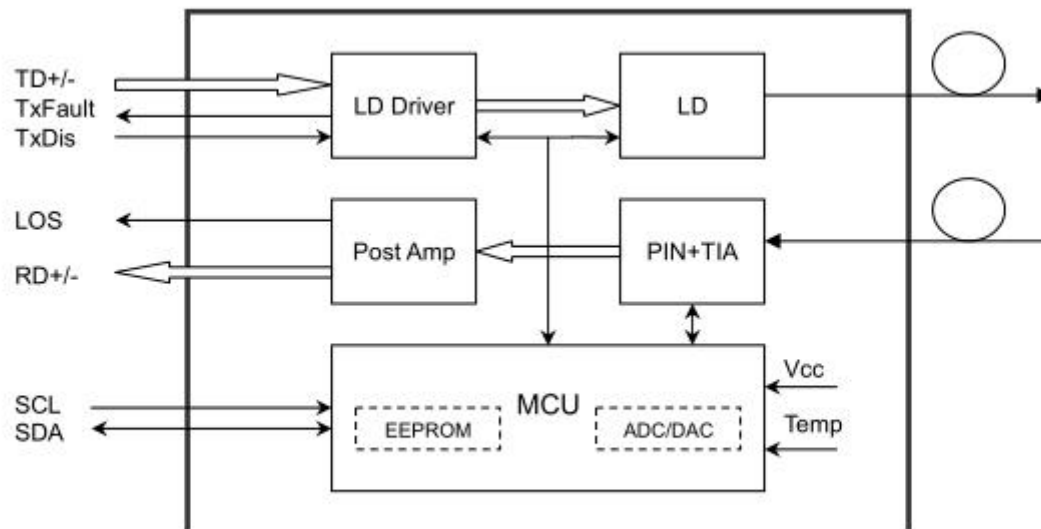 TD+/-
TxFault
TxDis
LD Driver
LD
LOS
RD+/-
Post Amp
PIN+TIA
SCL
SDA
MCU
EEPROM
ADC/DAC
Vcc
Temp